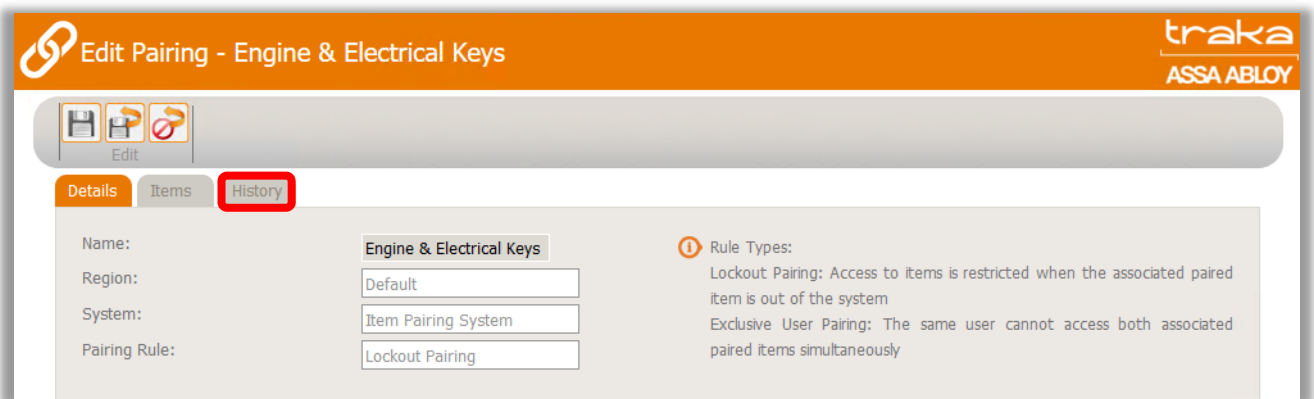 Edit Pairing - Engine & Electrical Keys
traka
ASSA ABLOY
Edit
Details Items History
Name: Engine & Electrical Keys
Region: Default
System: Item Pairing System
Pairing Rule: Lockout Pairing
Rule Types:
Lockout Pairing: Access to items is restricted when the associated paired
item is out of the system
Exclusive User Pairing: The same user cannot access both associated
paired items simultaneously